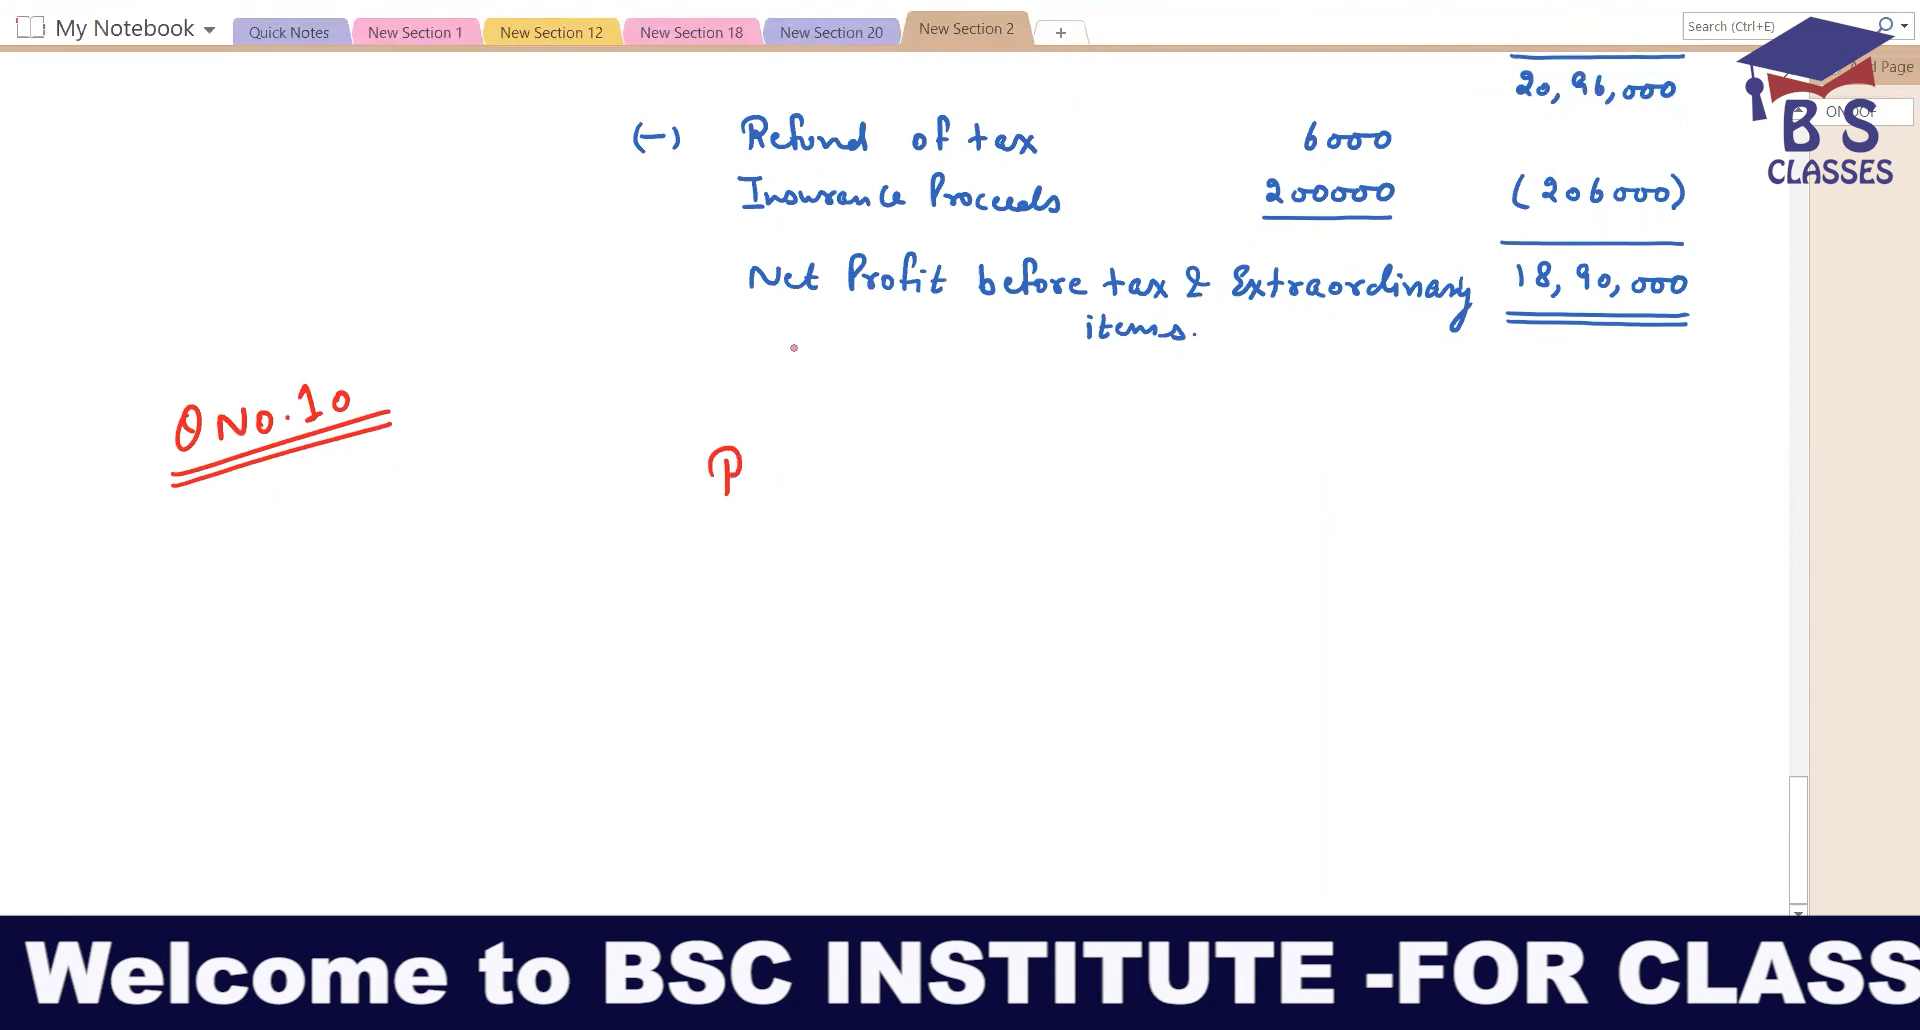 My Notebook
Quick Notes
New Section 1
New Section 12
New Section 18
New Section 20
New Section 2
+
Search (Ctrl+E)
d Page
BS
CLASSES
20,96,000
(-) Refund of tax 6000
Insurance Proceeds 200000 (206000)
Net Profit before tax & Extraordinary 18,90,000
items.
Q No. 10
P
Welcome to BSC INSTITUTE -FOR CLASS